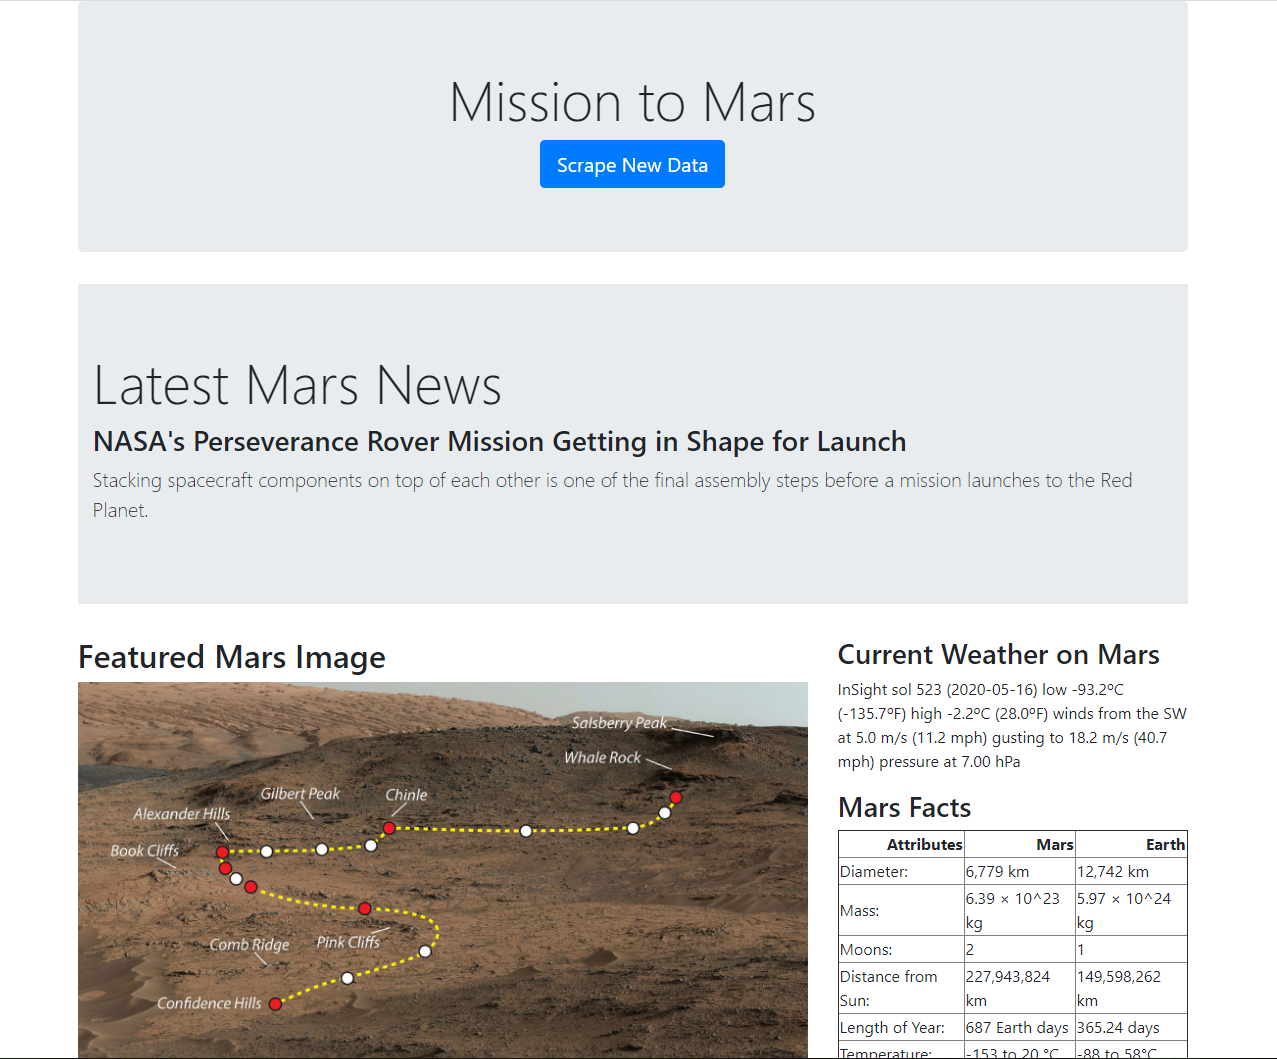 Mission to Mars
Scrape New Data
Latest Mars News
NASA's Perseverance Rover Mission Getting in Shape for Launch
Stacking spacecraft components on top of each other is one of the final assembly steps before a mission launches to the Red
Planet.
Featured Mars Image
Salsberry Peak
Whale Rock
Gilbert Peak
Chinle
Alexander Hills
Book Cliffs
Comb Ridge
Pink Cliffs
Confidence Hills
Current Weather on Mars
InSight sol 523 (2020-05-16) low -93.2ºC
(-135.7ºF) high -2.2ºC (28.0ºF) winds from the SW
at 5.0 m/s (11.2 mph) gusting to 18.2 m/s (40.7
mph) pressure at 7.00 hPa
Mars Facts
Attributes Mars Earth
Diameter: 6,779 km 12,742 km
Mass: 6.39 × 10^23 kg 5.97 × 10^24 kg
Moons: 2 1
Distance from Sun: 227,943,824 km 149,598,262 km
Length of Year: 687 Earth days 365.24 days
Temperature: -153 to 20 °C -88 to 58°C